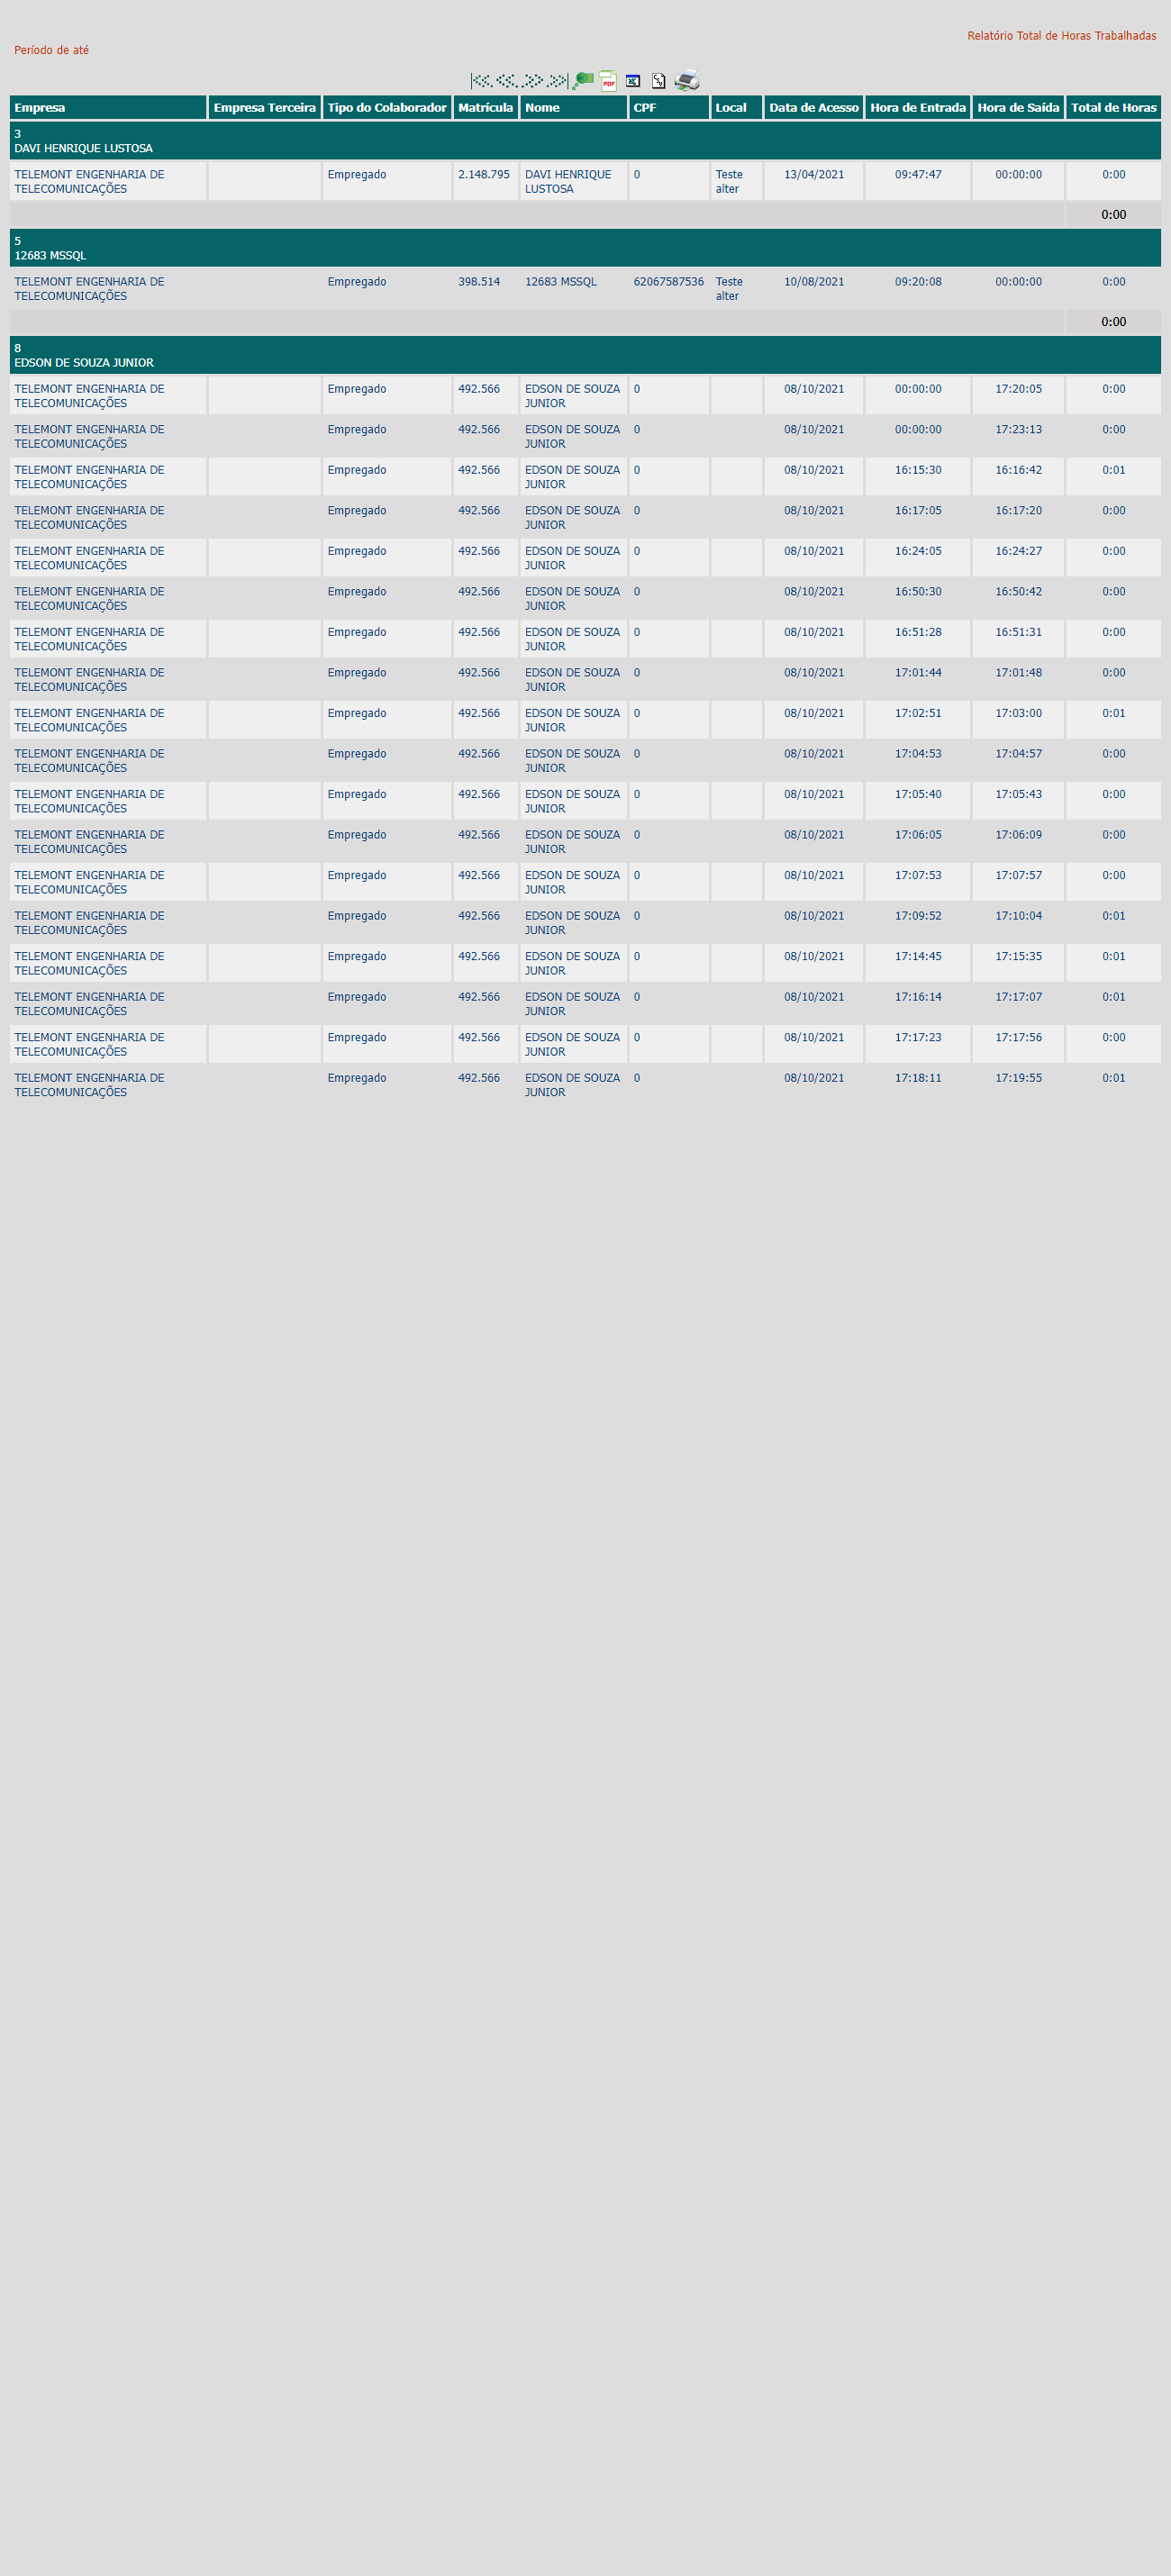 Relatório Total de Horas Trabalhadas
Período de até
Empresa Empresa Terceira Tipo do Colaborador Matrícula Nome CPF Local Data de Acesso Hora de Entrada Hora de Saída Total de Horas
3
DAVI HENRIQUE LUSTOSA
TELEMONT ENGENHARIA DE Empregado 2.148.795 DAVI HENRIQUE 0 Teste 13/04/2021 09:47:47 00:00:00 0:00
TELECOMUNICAÇÕES LUSTOSA alter
0:00
5
12683 MSSQL
TELEMONT ENGENHARIA DE Empregado 398.514 12683 MSSQL 62067587536 Teste 10/08/2021 09:20:08 00:00:00 0:00
TELECOMUNICAÇÕES alter
0:00
8
EDSON DE SOUZA JUNIOR
TELEMONT ENGENHARIA DE Empregado 492.566 EDSON DE SOUZA 0 08/10/2021 00:00:00 17:20:05 0:00
TELECOMUNICAÇÕES JUNIOR
TELEMONT ENGENHARIA DE Empregado 492.566 EDSON DE SOUZA 0 08/10/2021 00:00:00 17:23:13 0:00
TELECOMUNICAÇÕES JUNIOR
TELEMONT ENGENHARIA DE Empregado 492.566 EDSON DE SOUZA 0 08/10/2021 16:15:30 16:16:42 0:01
TELECOMUNICAÇÕES JUNIOR
TELEMONT ENGENHARIA DE Empregado 492.566 EDSON DE SOUZA 0 08/10/2021 16:17:05 16:17:20 0:00
TELECOMUNICAÇÕES JUNIOR
TELEMONT ENGENHARIA DE Empregado 492.566 EDSON DE SOUZA 0 08/10/2021 16:24:05 16:24:27 0:00
TELECOMUNICAÇÕES JUNIOR
TELEMONT ENGENHARIA DE Empregado 492.566 EDSON DE SOUZA 0 08/10/2021 16:50:30 16:50:42 0:00
TELECOMUNICAÇÕES JUNIOR
TELEMONT ENGENHARIA DE Empregado 492.566 EDSON DE SOUZA 0 08/10/2021 16:51:28 16:51:31 0:00
TELECOMUNICAÇÕES JUNIOR
TELEMONT ENGENHARIA DE Empregado 492.566 EDSON DE SOUZA 0 08/10/2021 17:01:44 17:01:48 0:00
TELECOMUNICAÇÕES JUNIOR
TELEMONT ENGENHARIA DE Empregado 492.566 EDSON DE SOUZA 0 08/10/2021 17:02:51 17:03:00 0:01
TELECOMUNICAÇÕES JUNIOR
TELEMONT ENGENHARIA DE Empregado 492.566 EDSON DE SOUZA 0 08/10/2021 17:04:53 17:04:57 0:00
TELECOMUNICAÇÕES JUNIOR
TELEMONT ENGENHARIA DE Empregado 492.566 EDSON DE SOUZA 0 08/10/2021 17:05:40 17:05:43 0:00
TELECOMUNICAÇÕES JUNIOR
TELEMONT ENGENHARIA DE Empregado 492.566 EDSON DE SOUZA 0 08/10/2021 17:06:05 17:06:09 0:00
TELECOMUNICAÇÕES JUNIOR
TELEMONT ENGENHARIA DE Empregado 492.566 EDSON DE SOUZA 0 08/10/2021 17:07:53 17:07:57 0:00
TELECOMUNICAÇÕES JUNIOR
TELEMONT ENGENHARIA DE Empregado 492.566 EDSON DE SOUZA 0 08/10/2021 17:09:52 17:10:04 0:01
TELECOMUNICAÇÕES JUNIOR
TELEMONT ENGENHARIA DE Empregado 492.566 EDSON DE SOUZA 0 08/10/2021 17:14:45 17:15:35 0:01
TELECOMUNICAÇÕES JUNIOR
TELEMONT ENGENHARIA DE Empregado 492.566 EDSON DE SOUZA 0 08/10/2021 17:16:14 17:17:07 0:01
TELECOMUNICAÇÕES JUNIOR
TELEMONT ENGENHARIA DE Empregado 492.566 EDSON DE SOUZA 0 08/10/2021 17:17:23 17:17:56 0:00
TELECOMUNICAÇÕES JUNIOR
TELEMONT ENGENHARIA DE Empregado 492.566 EDSON DE SOUZA 0 08/10/2021 17:18:11 17:19:55 0:01
TELECOMUNICAÇÕES JUNIOR